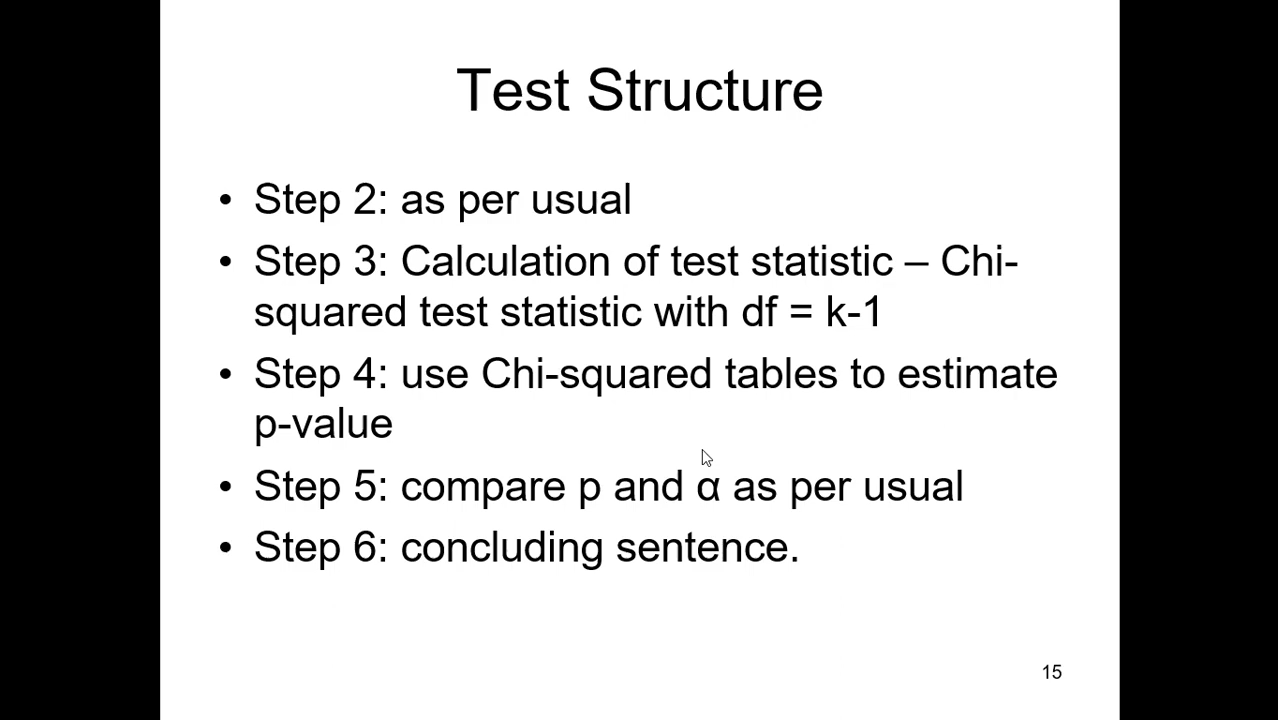 Test Structure
• Step 2: as per usual
• Step 3: Calculation of test statistic – Chi-
squared test statistic with df = k-1
• Step 4: use Chi-squared tables to estimate
p-value
• Step 5: compare p and α as per usual
• Step 6: concluding sentence.
15